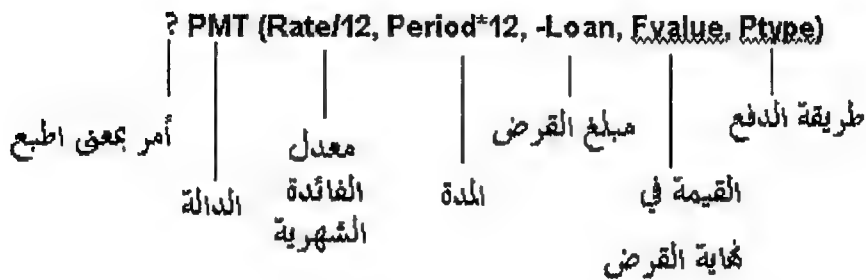 ? PMT (Rate/12, Period*12, -Loan, Fvalue, Ptype)
أمر بمعنى اطبع
الدالة
معدل
الفائدة
الشهرية
المدة
مبلغ القرض
القيمة في
نهاية القرض
طريقة الدفع